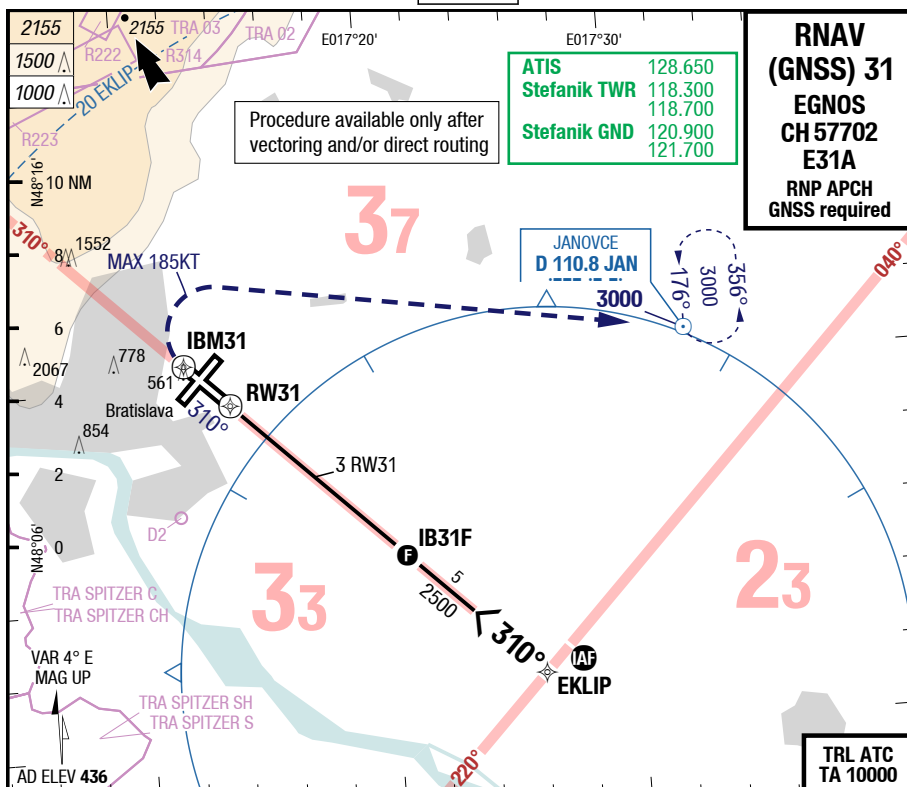 2155
1500
1000
2155
TRA 03
TRA 02
R222
R314
20 EKLIP
R223
E017°20'
E017°30'
ATIS 128.650
Stefanik TWR 118.300
118.700
Stefanik GND 120.900
121.700
RNAV
(GNSS) 31
EGNOS
CH 57702
E31A
RNP APCH
GNSS required
Procedure available only after
vectoring and/or direct routing
N48°16'
10 NM
310°
8
1552
37
MAX 185KT
JANOVCE
D 110.8 JAN
3000
176°
3000
356°
040°
6
IBM31
778
2067
561
RW31
4
Bratislava
310°
854
3 RW31
2
D2
IB31F
F
N48°06'
0
5
2500
33
23
310°
IAF
EKLIP
TRA SPITZER C
TRA SPITZER CH
VAR 4° E
MAG UP
TRA SPITZER SH
TRA SPITZER S
220°
AD ELEV 436
TRL ATC
TA 10000